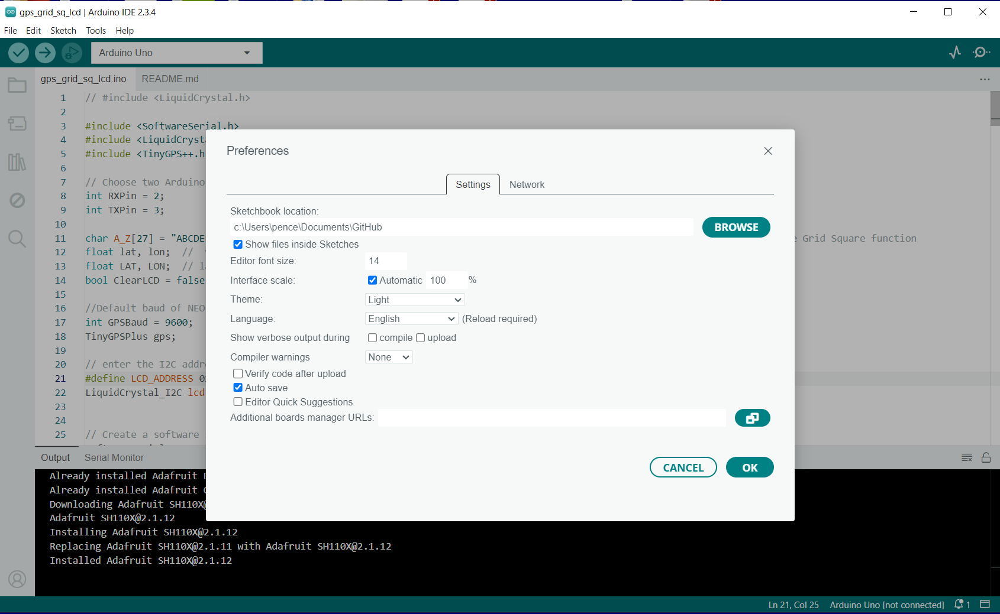 gps_grid_sq_lcd | Arduino IDE 2.3.4
File Edit Sketch Tools Help
Arduino Uno
gps_grid_sq_lcd.ino README.md
1 // #include <LiquidCrystal.h>
2
3 #include <SoftwareSerial.h>
4 #include <LiquidCryst
5 #include <TinyGPS++.h
6
7 // Choose two Arduino
8 int RXPin = 2;
9 int TXPin = 3;
10
11 char A_Z[27] = "ABCDE e Grid Square function
12 float lat, lon; //
13 float LAT, LON; // l
14 bool ClearLCD = false
15
16 //Default baud of NEO
17 int GPSBaud = 9600;
18 TinyGPSPlus gps;
19
20 // enter the I2C addr
21 #define LCD_ADDRESS 0
22 LiquidCrystal_I2C lcd
23
24
25 // Create a software
Preferences
Settings Network
Sketchbook location:
c:\Users\pence\Documents\GitHub BROWSE
Show files inside Sketches
Editor font size: 14
Interface scale: Automatic 100 %
Theme: Light
Language: English (Reload required)
Show verbose output during compile upload
Compiler warnings None
Verify code after upload
Auto save
Editor Quick Suggestions
Additional boards manager URLs:
CANCEL OK
Output Serial Monitor
Already installed Adafruit
Already installed Adafruit
Downloading Adafruit SH110X@
Adafruit SH110X@2.1.12
Installing Adafruit SH110X@2.1.12
Replacing Adafruit SH110X@2.1.11 with Adafruit SH110X@2.1.12
Installed Adafruit SH110X@2.1.12
Ln 21, Col 25 Arduino Uno [not connected] 1